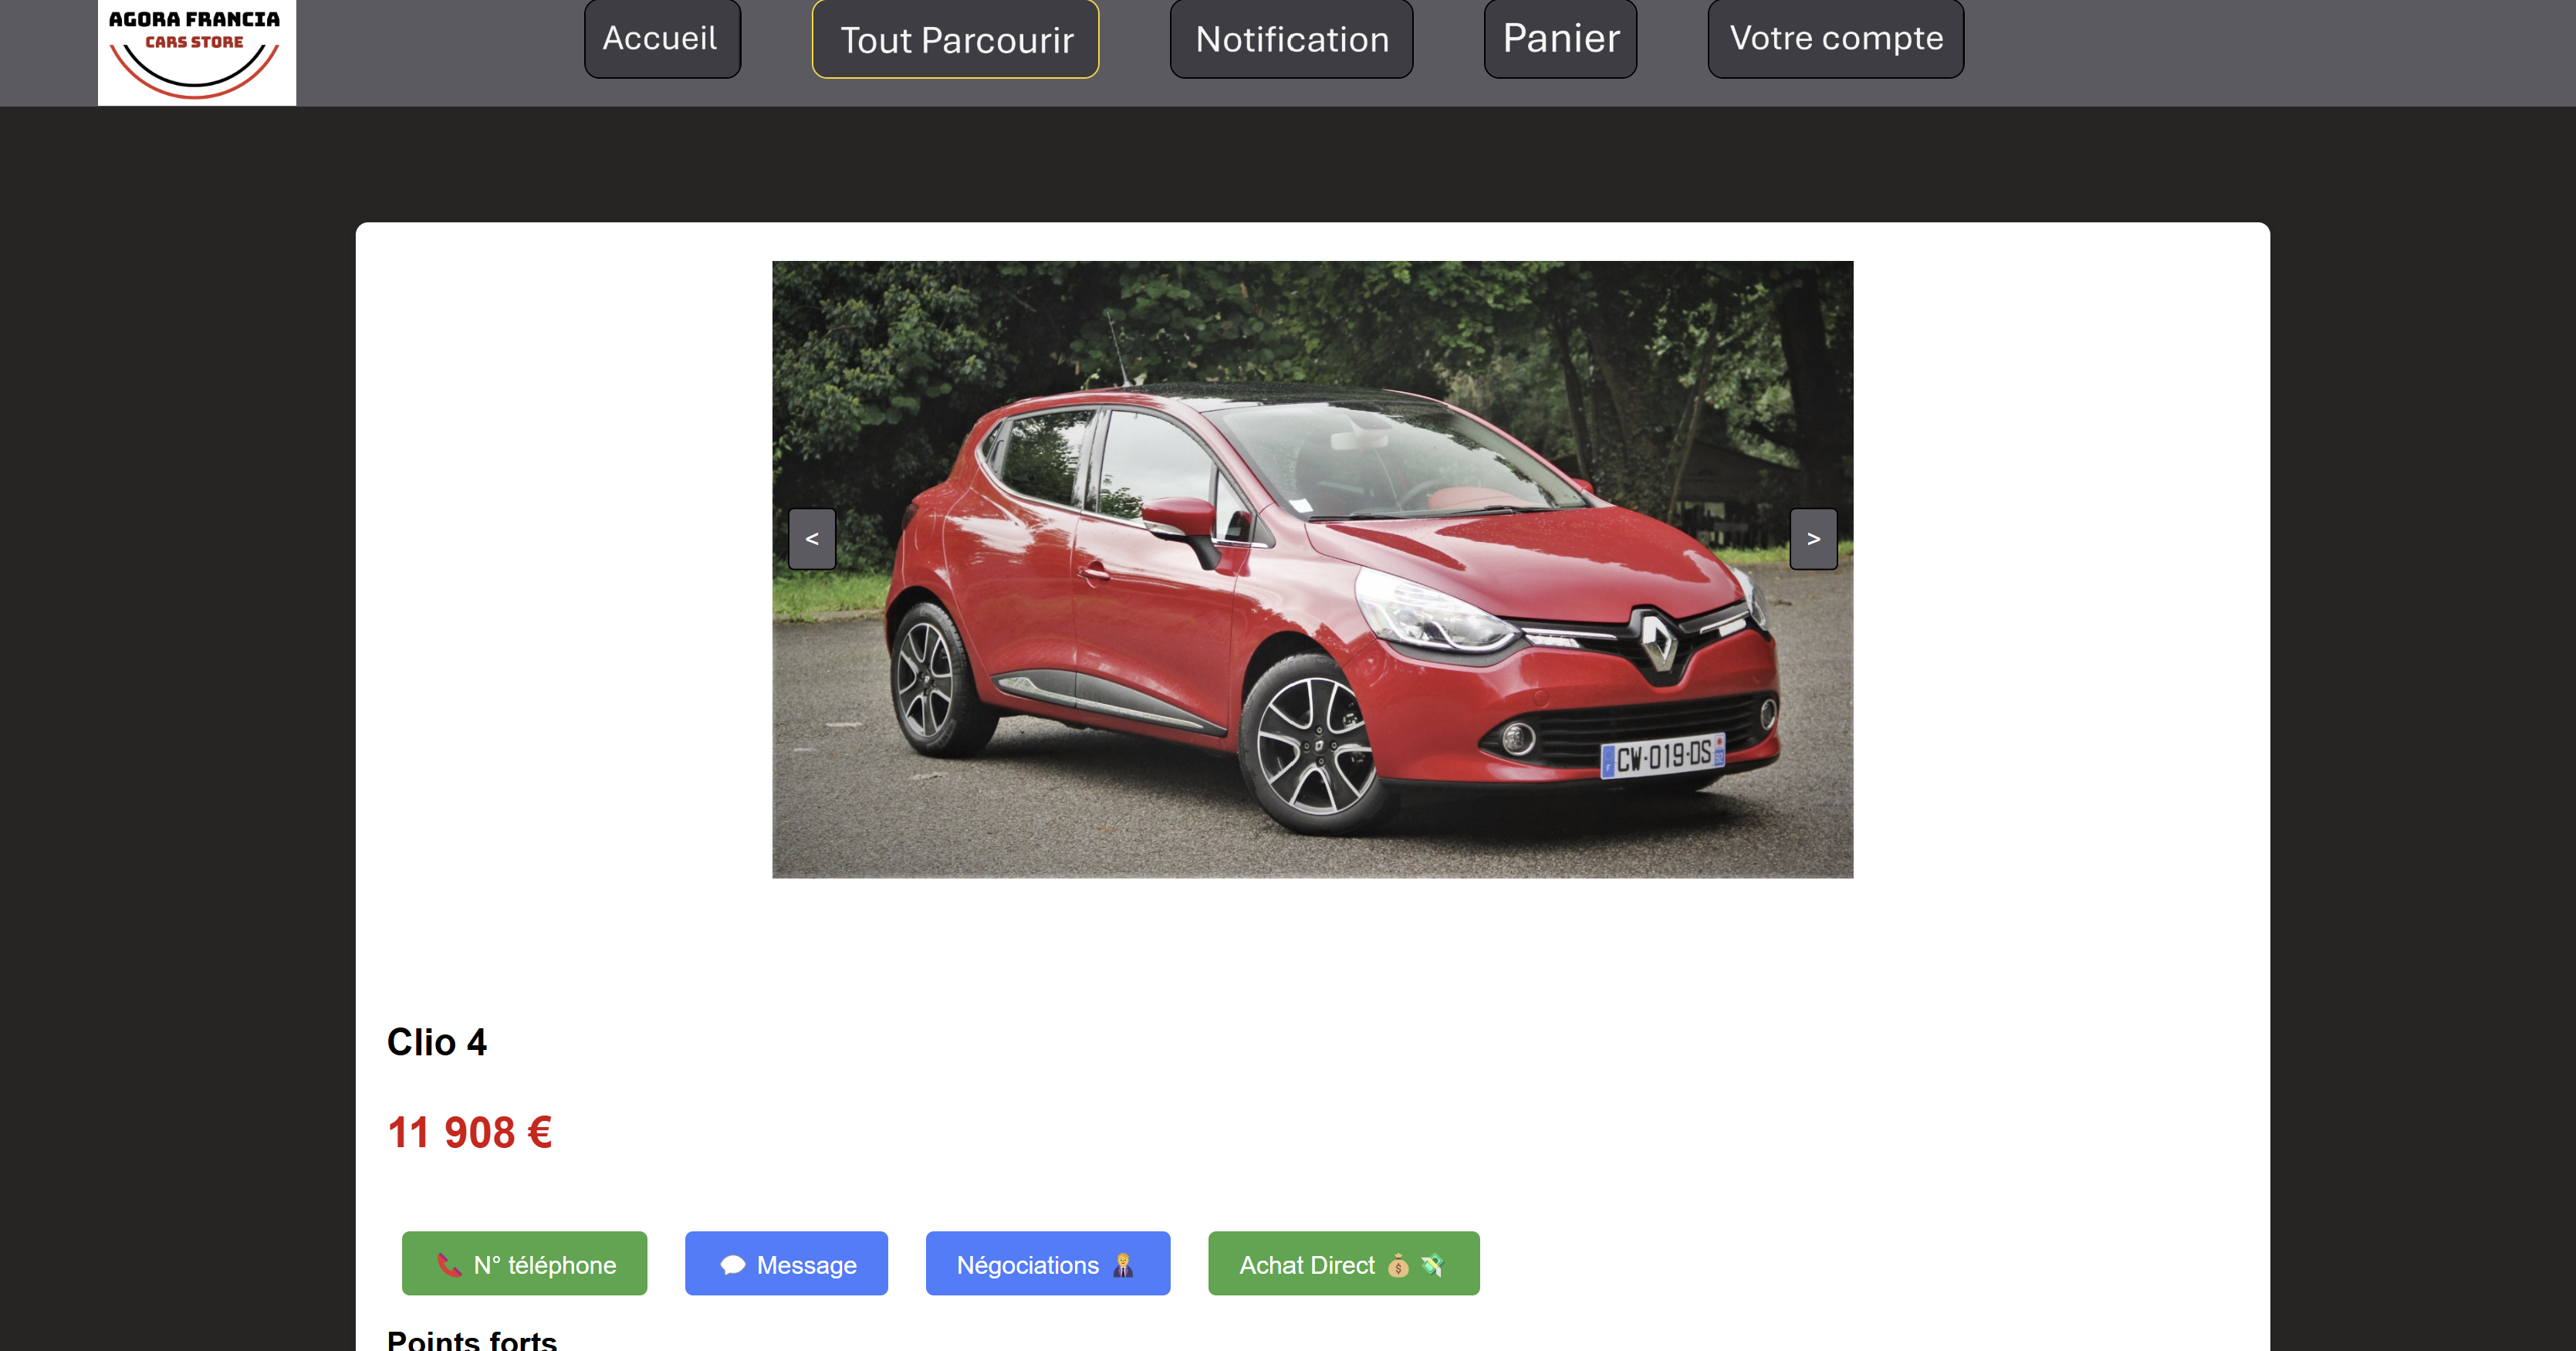 AGORA FRANCIA
CARS STORE
Accueil
Tout Parcourir
Notification
Panier
Votre compte
<
>
F CW-019-DS
Clio 4
11 908 €
N° téléphone
Message
Négociations
Achat Direct
Points forts